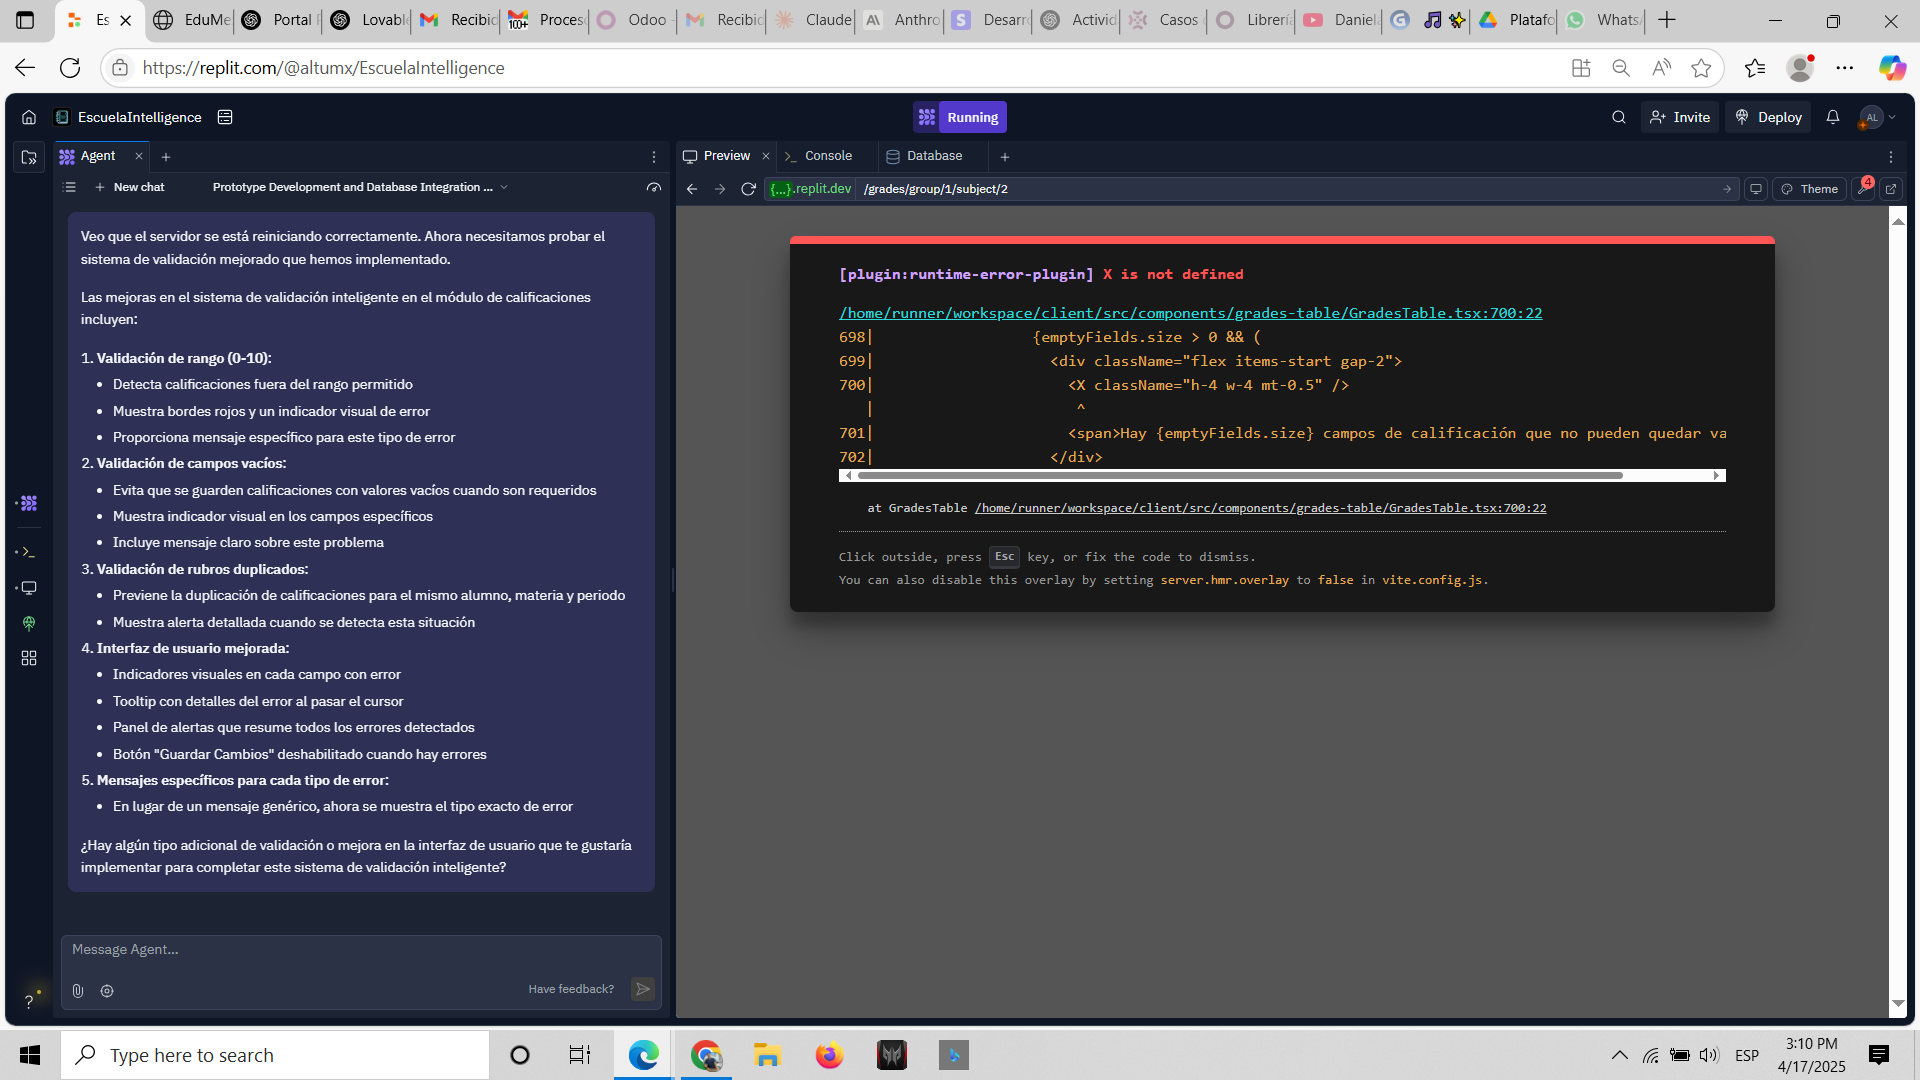 Es
EduMe
Portal
Lovabl
Recibid
100+
Proces
Odoo
Recibid
Claude
Anthro
Desarr
Activid
Casos
Librerí
Daniel
Platafo
Whats
https://replit.com/@altumx/EscuelaIntelligence
EscuelaIntelligence
Running
Invite
Deploy
AL
Agent
Preview
Console
Database
New chat
Prototype Development and Database Integration ...
{...}.replit.dev
/grades/group/1/subject/2
Theme
4
Veo que el servidor se está reiniciando correctamente. Ahora necesitamos probar el
sistema de validación mejorado que hemos implementado.
Las mejoras en el sistema de validación inteligente en el módulo de calificaciones
incluyen:
1. Validación de rango (0-10):
• Detecta calificaciones fuera del rango permitido
• Muestra bordes rojos y un indicador visual de error
• Proporciona mensaje específico para este tipo de error
2. Validación de campos vacíos:
• Evita que se guarden calificaciones con valores vacíos cuando son requeridos
• Muestra indicador visual en los campos específicos
• Incluye mensaje claro sobre este problema
3. Validación de rubros duplicados:
• Previene la duplicación de calificaciones para el mismo alumno, materia y periodo
• Muestra alerta detallada cuando se detecta esta situación
4. Interfaz de usuario mejorada:
• Indicadores visuales en cada campo con error
• Tooltip con detalles del error al pasar el cursor
• Panel de alertas que resume todos los errores detectados
• Botón "Guardar Cambios" deshabilitado cuando hay errores
5. Mensajes específicos para cada tipo de error:
• En lugar de un mensaje genérico, ahora se muestra el tipo exacto de error
¿Hay algún tipo adicional de validación o mejora en la interfaz de usuario que te gustaría
implementar para completar este sistema de validación inteligente?
Message Agent...
Have feedback?
[plugin:runtime-error-plugin] X is not defined
/home/runner/workspace/client/src/components/grades-table/GradesTable.tsx:700:22
698| {emptyFields.size > 0 && (
699| <div className="flex items-start gap-2">
700| <X className="h-4 w-4 mt-0.5" />
| ^
701| <span>Hay {emptyFields.size} campos de calificación que no pueden quedar va
702| </div>
at GradesTable /home/runner/workspace/client/src/components/grades-table/GradesTable.tsx:700:22
Click outside, press Esc key, or fix the code to dismiss.
You can also disable this overlay by setting server.hmr.overlay to false in vite.config.js.
Type here to search
ESP
3:10 PM
4/17/2025